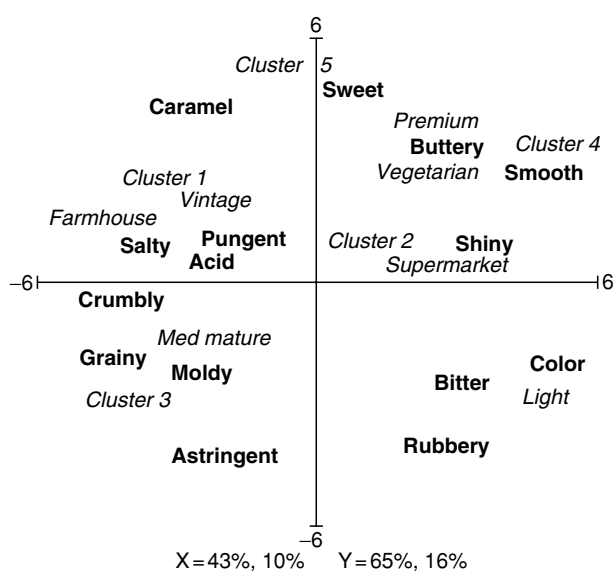 6
Cluster 5
Sweet
Caramel
Premium
Buttery
Cluster 4
Vegetarian
Smooth
Cluster 1
Vintage
Farmhouse
Salty
Pungent
Acid
Cluster 2
Shiny
Supermarket
−6
6
Crumbly
Med mature
Grainy
Moldy
Cluster 3
Color
Bitter
Light
Rubbery
Astringent
−6
X=43%, 10% Y=65%, 16%